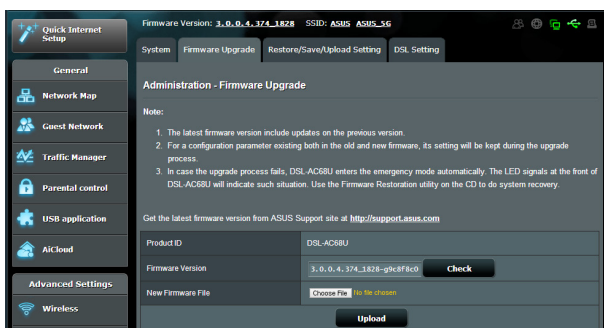 Quick Internet
Setup
General
Network Map
Guest Network
Traffic Manager
Parental control
USB application
AiCloud
Advanced Settings
Wireless
Firmware Version: 3.0.0.4.374_1828 SSID: ASUS ASUS_5G
System Firmware Upgrade Restore/Save/Upload Setting DSL Setting
Administration - Firmware Upgrade
Note:
1. The latest firmware version include updates on the previous version.
2. For a configuration parameter existing both in the old and new firmware, its setting will be kept during the upgrade
process.
3. In case the upgrade process fails, DSL-AC68U enters the emergency mode automatically. The LED signals at the front of
DSL-AC68U will indicate such situation. Use the Firmware Restoration utility on the CD to do system recovery.
Get the latest firmware version from ASUS Support site at http://support.asus.com
Product ID DSL-AC68U
Firmware Version 3.0.0.4.374_1828-g9c8f8c0 Check
New Firmware File Choose File No file chosen
Upload